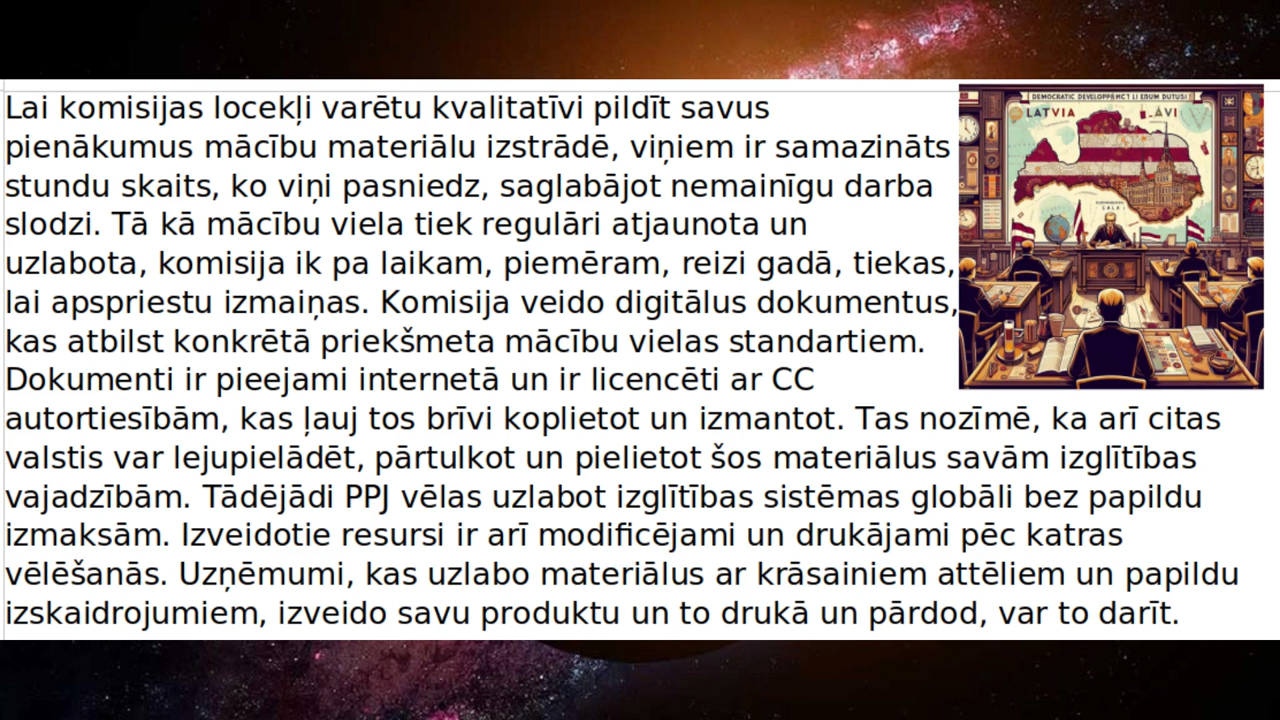 Lai komisijas locekļi varētu kvalitatīvi pildīt savus
pienākumus mācību materiālu izstrādē, viņiem ir samazināts
stundu skaits, ko viņi pasniedz, saglabājot nemainīgu darba
slodzi. Tā kā mācību viela tiek regulāri atjaunota un
uzlabota, komisija ik pa laikam, piemēram, reizi gadā, tiekas,
lai apspriestu izmaiņas. Komisija veido digitālus dokumentus,
kas atbilst konkrētā priekšmeta mācību vielas standartiem.
Dokumenti ir pieejami internetā un ir licencēti ar CC
autortiesībām, kas ļauj tos brīvi koplietot un izmantot. Tas nozīmē, ka arī citas
valstis var lejupielādēt, pārtulkot un pielietot šos materiālus savām izglītības
vajadzībām. Tādējādi PPJ vēlas uzlabot izglītības sistēmas globāli bez papildu
izmaksām. Izveidotie resursi ir arī modificējami un drukājami pēc katras
vēlēšanās. Uzņēmumi, kas uzlabo materiālus ar krāsainiem attēliem un papildu
izskaidrojumiem, izveido savu produktu un to drukā un pārdod, var to darīt.
DEMOCRATIC
LATVIA